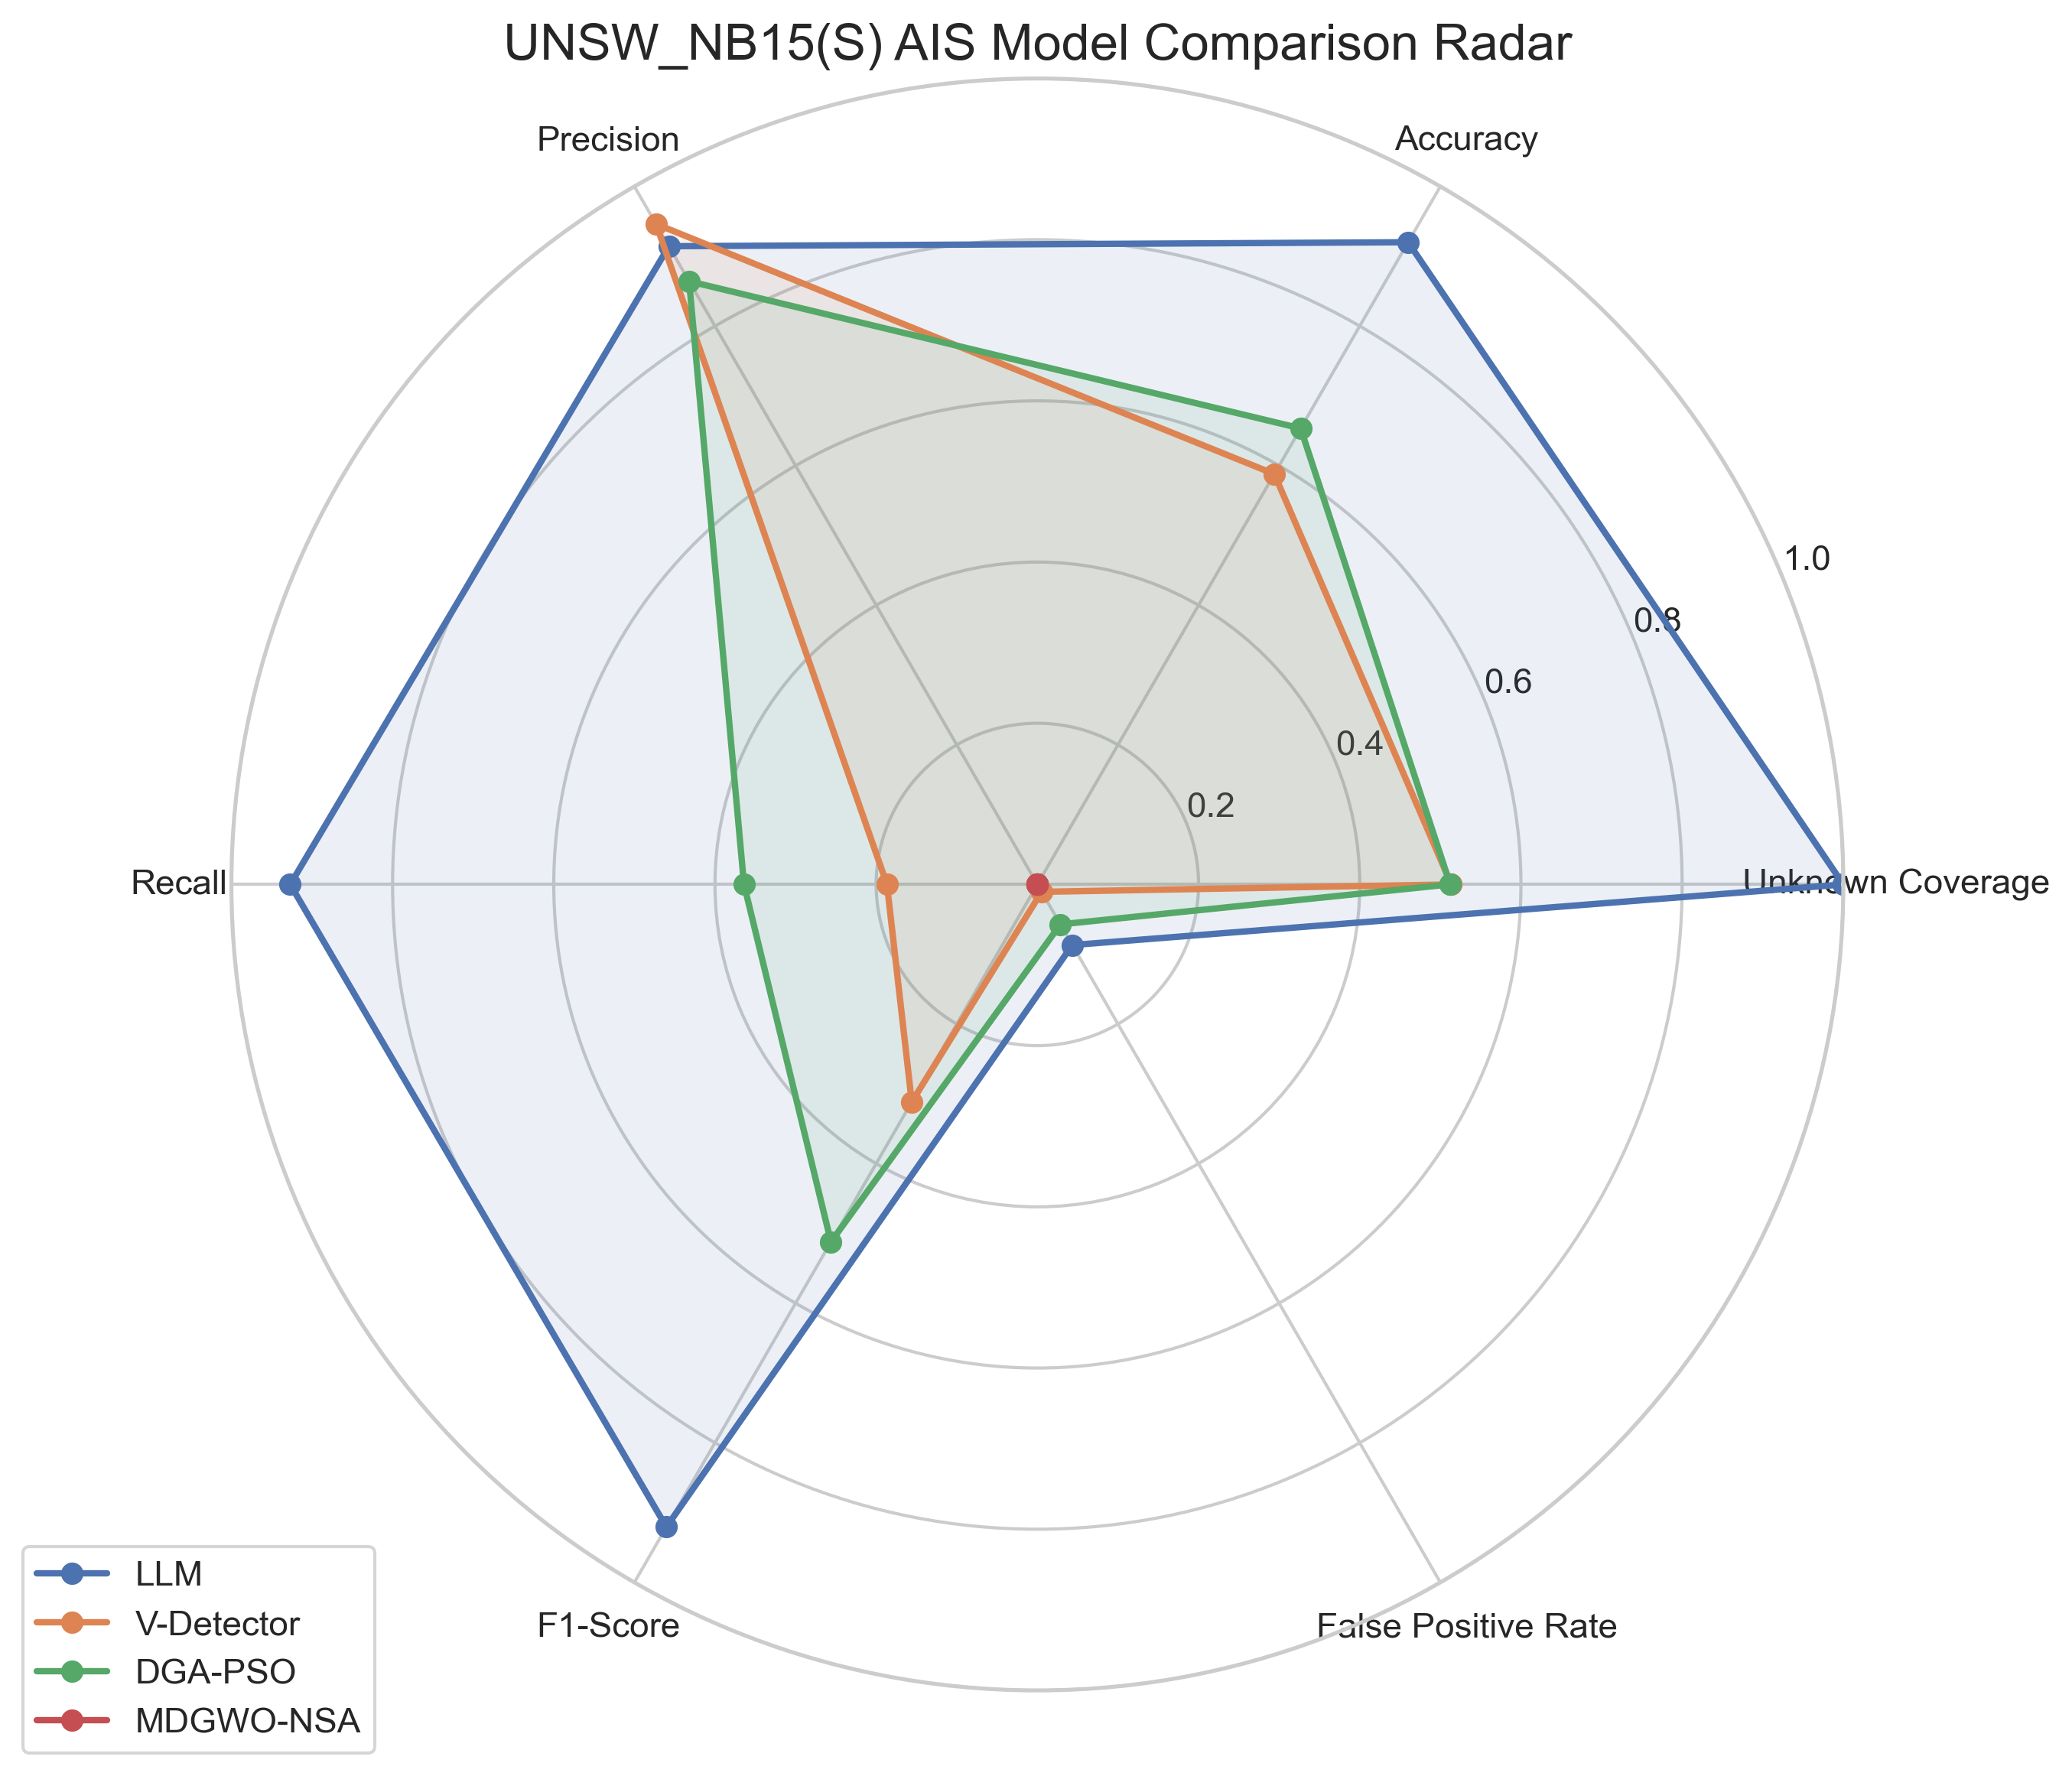 UNSW_NB15(S) AIS Model Comparison Radar
Precision
Accuracy
1.0
0.8
0.6
0.4
0.2
Recall
Unknown Coverage
F1-Score
False Positive Rate
LLM
V-Detector
DGA-PSO
MDGWO-NSA